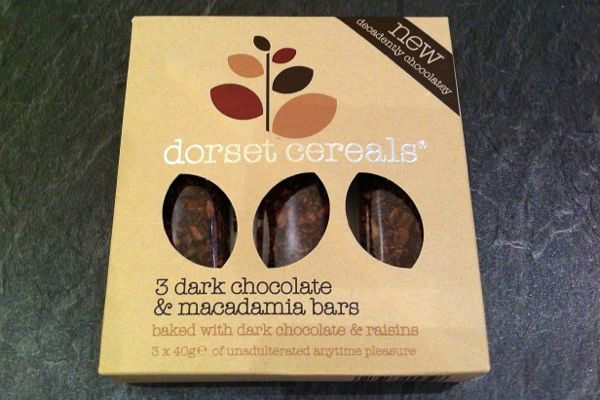 new
decadently chocolatey
dorset cereals®
3 dark chocolate
& macadamia bars
baked with dark chocolate & raisins
3 x 40g℮ of unadulterated anytime pleasure